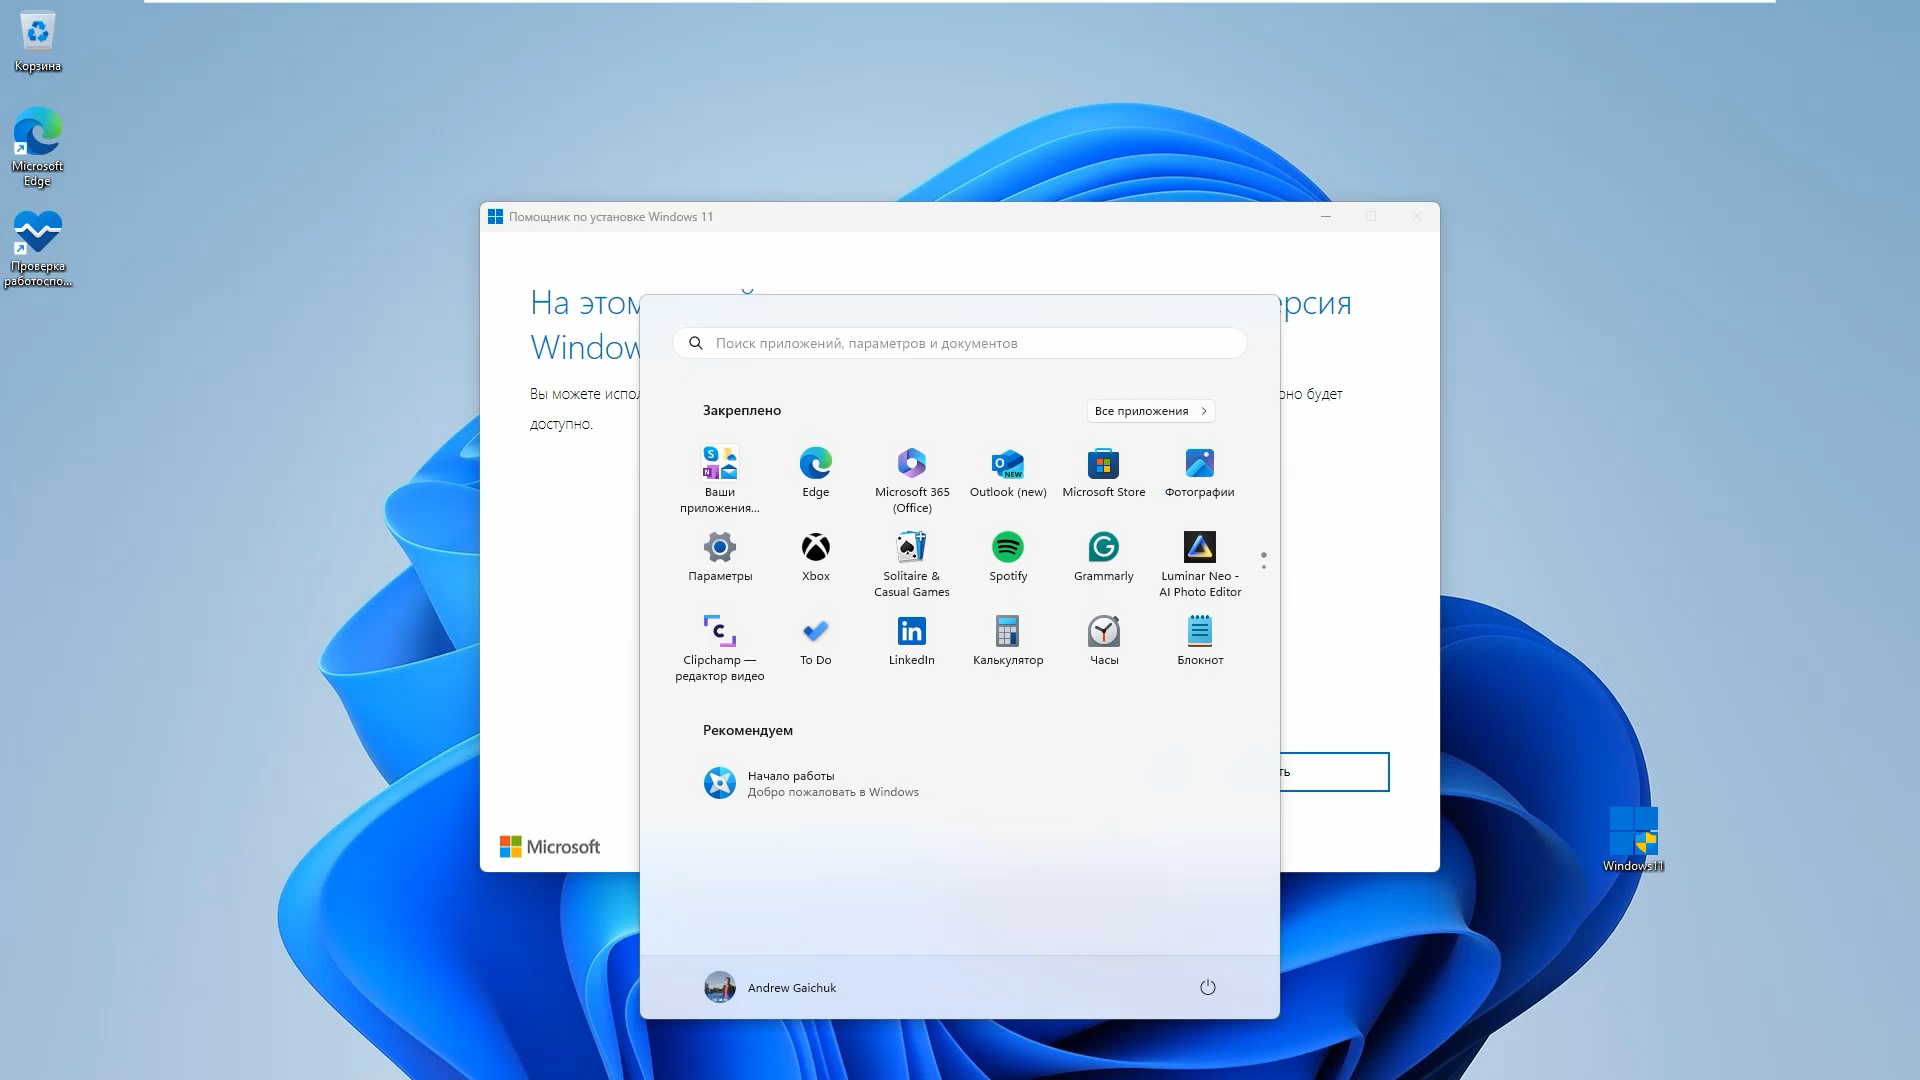 Корзина
Microsoft
Edge
Проверка
работоспо...
Помощник по установке Windows 11
На этом
рсия
Window
Вы можете
оно будет
доступно.
Поиск приложений, параметров и документов
Закреплено
Все приложения
Ваши
приложения...
Edge
Microsoft 365
(Office)
Outlook (new)
Microsoft Store
Фотографии
Параметры
Xbox
Solitaire &
Casual Games
Spotify
Grammarly
Luminar Neo -
AI Photo Editor
Clipchamp —
редактор видео
To Do
LinkedIn
Калькулятор
Часы
Блокнот
Рекомендуем
Начало работы
Добро пожаловать в Windows
ть
Microsoft
Windows11
Andrew Gaichuk